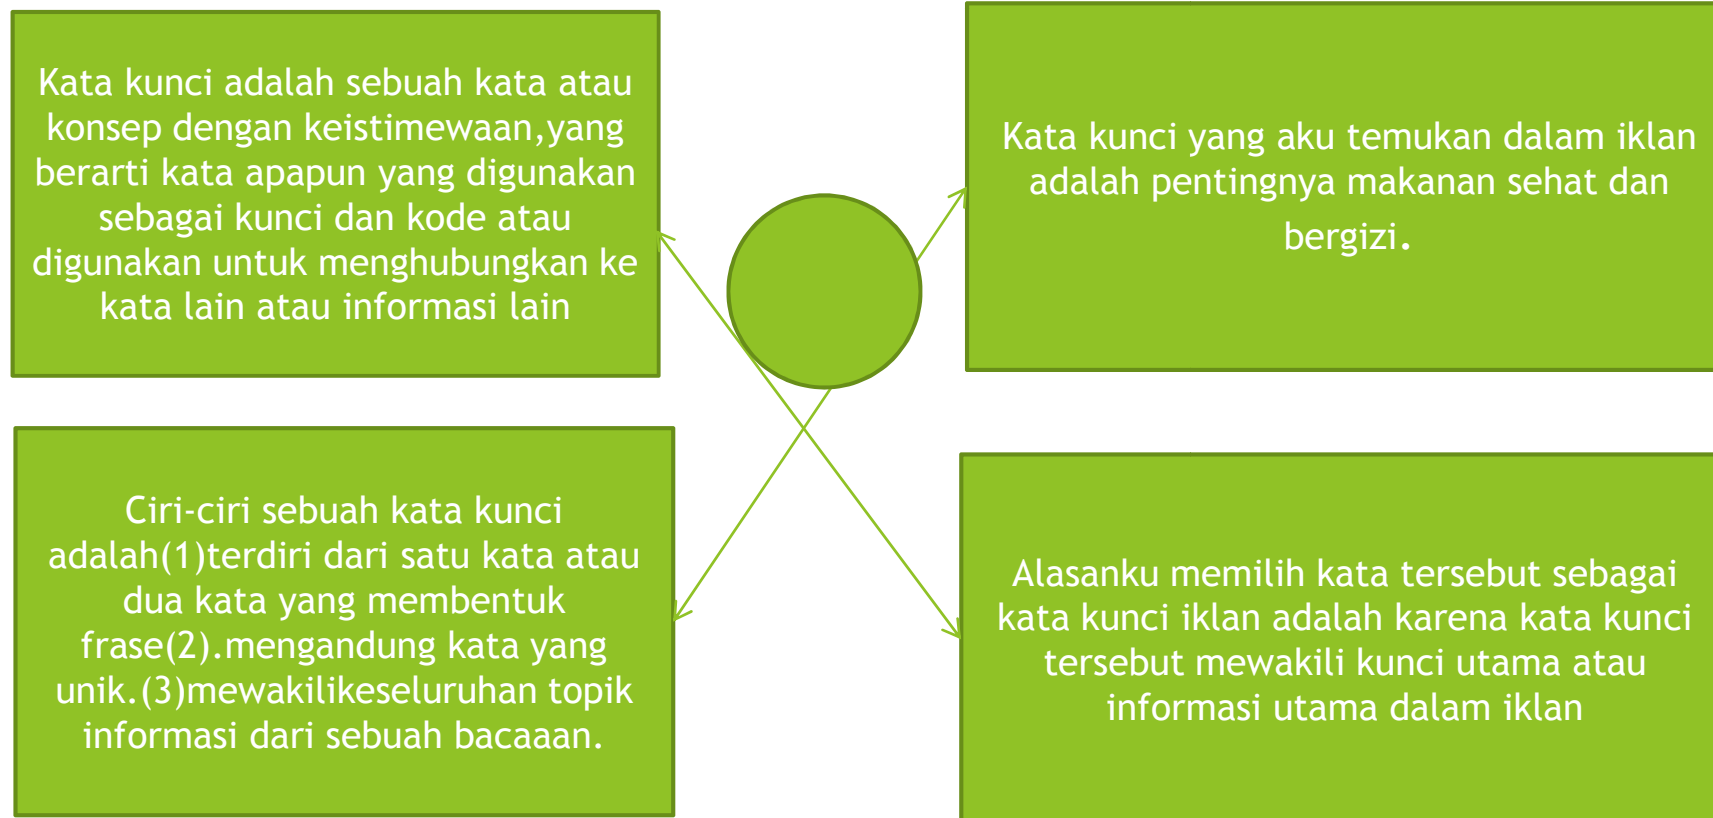 Kata kunci adalah sebuah kata atau
konsep dengan keistimewaan,yang
berarti kata apapun yang digunakan
sebagai kunci dan kode atau
digunakan untuk menghubungkan ke
kata lain atau informasi lain
Kata kunci yang aku temukan dalam iklan
adalah pentingnya makanan sehat dan
bergizi.
Ciri-ciri sebuah kata kunci
adalah(1)terdiri dari satu kata atau
dua kata yang membentuk
frase(2).mengandung kata yang
unik.(3)mewakilikeseluruhan topik
informasi dari sebuah bacaaan.
Alasanku memilih kata tersebut sebagai
kata kunci iklan adalah karena kata kunci
tersebut mewakili kunci utama atau
informasi utama dalam iklan